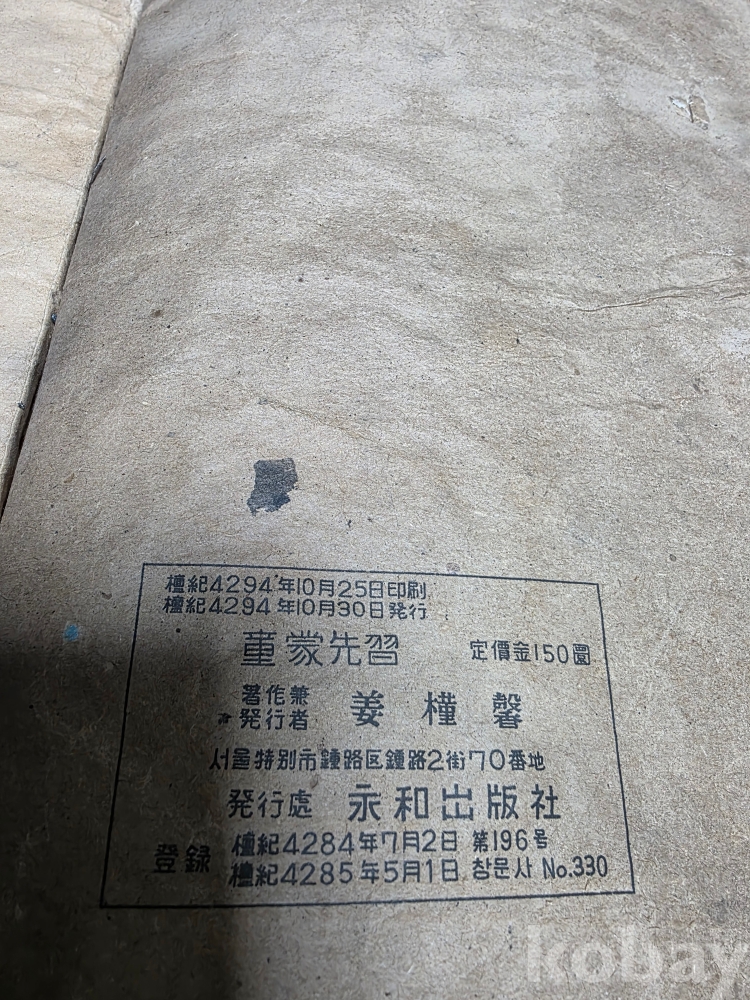 檀紀4294年10月25日印刷
檀紀4294年10月30日発行
童蒙先習 定價金150圜
著作兼
発行者 姜槿馨
서울特別市鍾路区鍾路2街70番地
発行處 永和出版社
登録 檀紀4284年7月2日 第196号
檀紀4285年5月1日 창문사 No.330
kobay